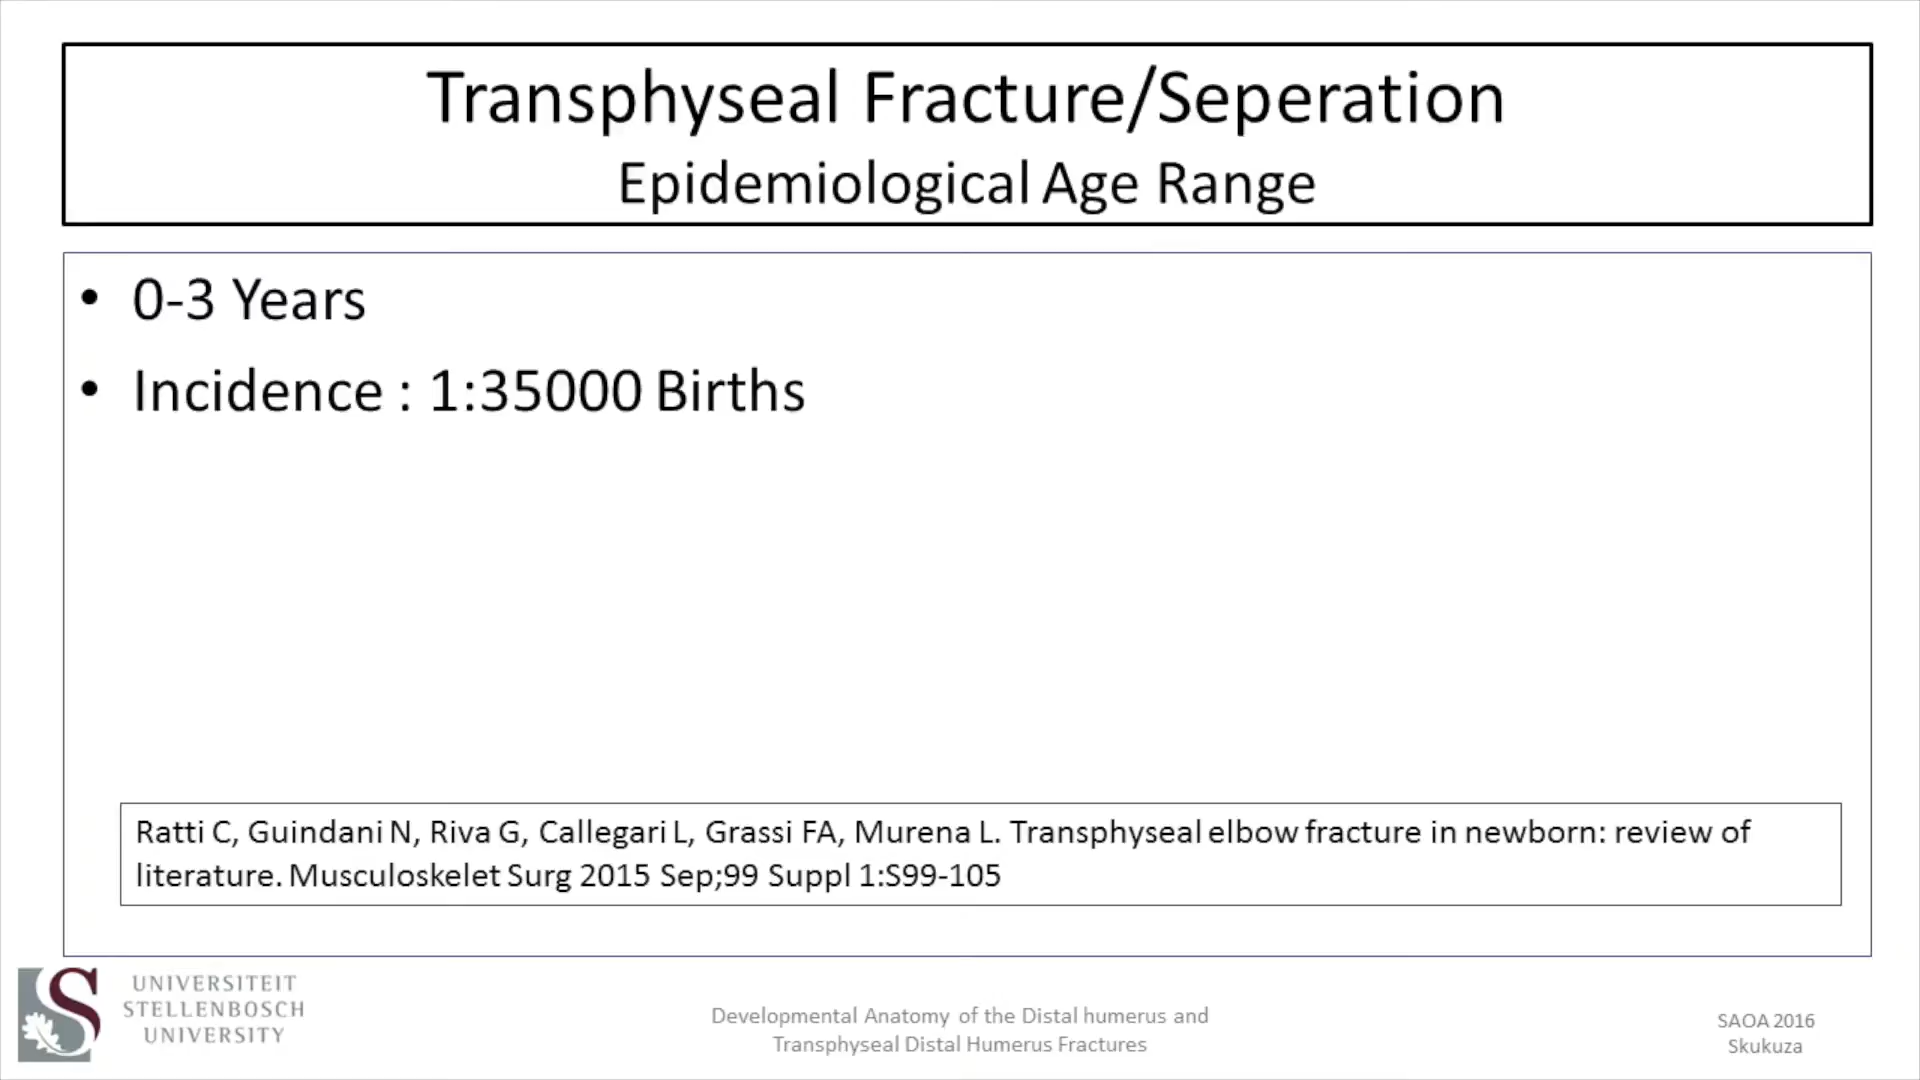 Transphyseal Fracture/Seperation
Epidemiological Age Range
• 0-3 Years
• Incidence : 1:35000 Births
Ratti C, Guindani N, Riva G, Callegari L, Grassi FA, Murena L. Transphyseal elbow fracture in newborn: review of
literature. Musculoskelet Surg 2015 Sep;99 Suppl 1:S99-105
UNIVERSITEIT
STELLENBOSCH
UNIVERSITY
Developmental Anatomy of the Distal humerus and
Transphyseal Distal Humerus Fractures
SAOA 2016
Skukuza